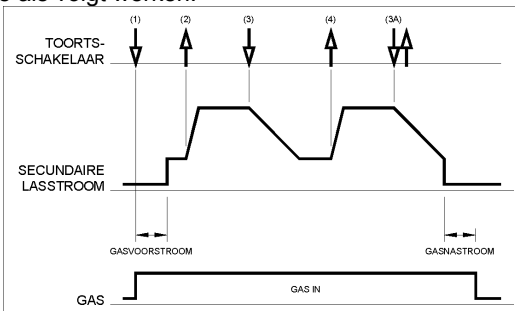 als volgt werken:
(1) (2) (3) (4) (3A)
TOORTS-
SCHAKELAAR
SECUNDAIRE
LASSTROOM
GASVOORSTROOM GASNASTROOM
GAS IN
GAS